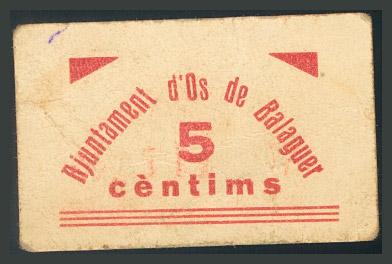 Ajuntament d'Os de Balaguer
5
cèntims